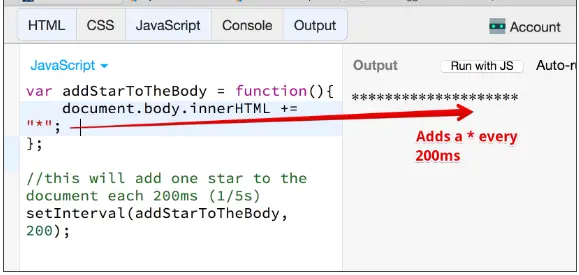 HTML CSS JavaScript Console Output Account
JavaScript Output Run with JS
var addStarToTheBody = function(){
document.body.innerHTML +=
"*";
};
//this will add one star to the
document each 200ms (1/5s)
setInterval(addStarToTheBody,
200);
********************
Adds a * every
200ms